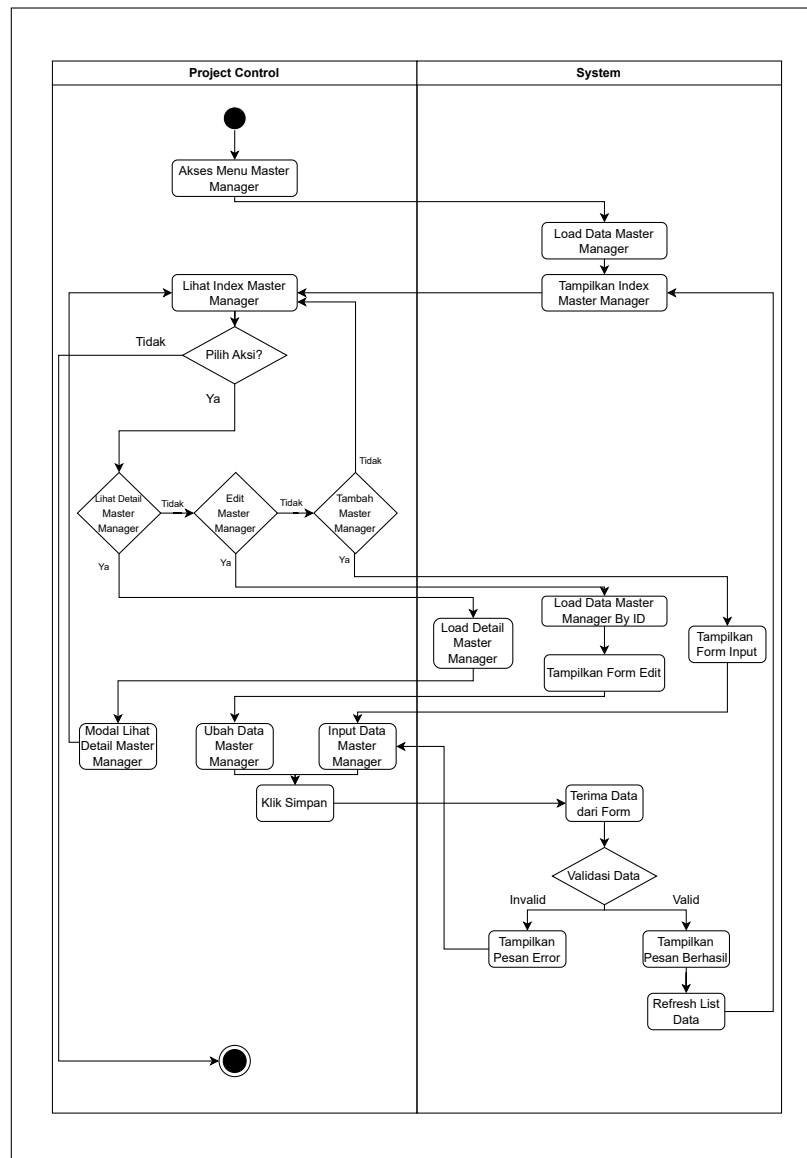 Project Control
System
Akses Menu Master
Manager
Load Data Master
Manager
Lihat Index Master
Manager
Tampilkan Index
Master Manager
Tidak
Pilih Aksi?
Ya
Tidak
Lihat Detail
Master
Manager
Tidak
Edit
Master
Manager
Tidak
Tambah
Master
Manager
Ya
Ya
Ya
Load Data Master
Manager By ID
Load Detail
Master
Manager
Tampilkan
Form Input
Tampilkan Form Edit
Modal Lihat
Detail Master
Manager
Ubah Data
Master
Manager
Input Data
Master
Manager
Klik Simpan
Terima Data
dari Form
Validasi Data
Invalid
Valid
Tampilkan
Pesan Error
Tampilkan
Pesan Berhasil
Refresh List
Data